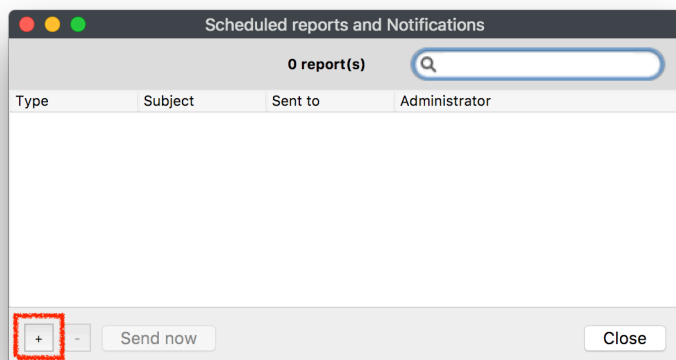 Scheduled reports and Notifications
0 report(s)
Type Subject Sent to Administrator
+ - Send now Close